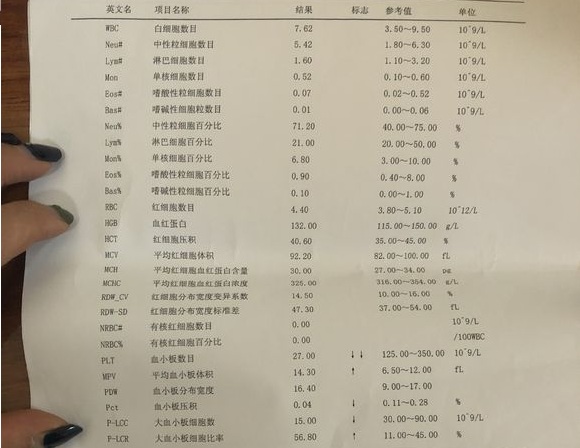 英文名 项目名称 结果 标志 参考值 单位
WBC 白细胞数目 7.62 3.50～9.50 10^9/L
Neu# 中性粒细胞数目 5.42 1.80～6.30 10^9/L
Lym# 淋巴细胞数目 1.60 1.10～3.20 10^9/L
Mon 单核细胞数目 0.52 0.10～0.60 10^9/L
Eos# 嗜酸性粒细胞数目 0.07 0.02～0.52 10^9/L
Bas# 嗜碱性细胞粒数目 0.01 0.00～0.06 10^9/L
Neu% 中性粒细胞百分比 71.20 40.00～75.00 %
Lym% 淋巴细胞百分比 21.00 20.00～50.00 %
Mon% 单核细胞百分比 6.80 3.00～10.00 %
Eos% 嗜酸性粒细胞百分比 0.90 0.40～8.00 %
Bas% 嗜碱性粒细胞百分比 0.10 0.00～1.00 %
RBC 红细胞数目 4.40 3.80～5.10 10^12/L
HGB 血红蛋白 132.00 115.00～150.00 g/L
HCT 红细胞压积 40.60 35.00～45.00 %
MCV 平均红细胞体积 92.20 82.00～100.00 fL
MCH 平均红细胞血红蛋白含量 30.00 27.00～34.00 pg
MCHC 平均红细胞血红蛋白浓度 325.00 316.00～354.00 g/L
RDW_CV 红细胞分布宽度变异系数 14.50 10.00～16.00 %
RDW-SD 红细胞分布宽度标准差 47.30 37.00～54.00 fL
NRBC# 有核红细胞数目 0.00 10^9/L
NRBC% 有核红细胞百分比 0.00 /100WBC
PLT 血小板数目 27.00 ↓↓ 125.00～350.00 10^9/L
MPV 平均血小板体积 14.30 ↑ 6.50～12.00 fL
PDW 血小板分布宽度 16.40 9.00～17.00
Pct 血小板压积 0.04 ↓ 0.11～0.28 %
P-LCC 大血小板细胞数 15.00 ↓ 30.00～90.00 10^9/L
P-LCR 大血小板细胞比率 56.80 ↑ 11.00～45.00 %